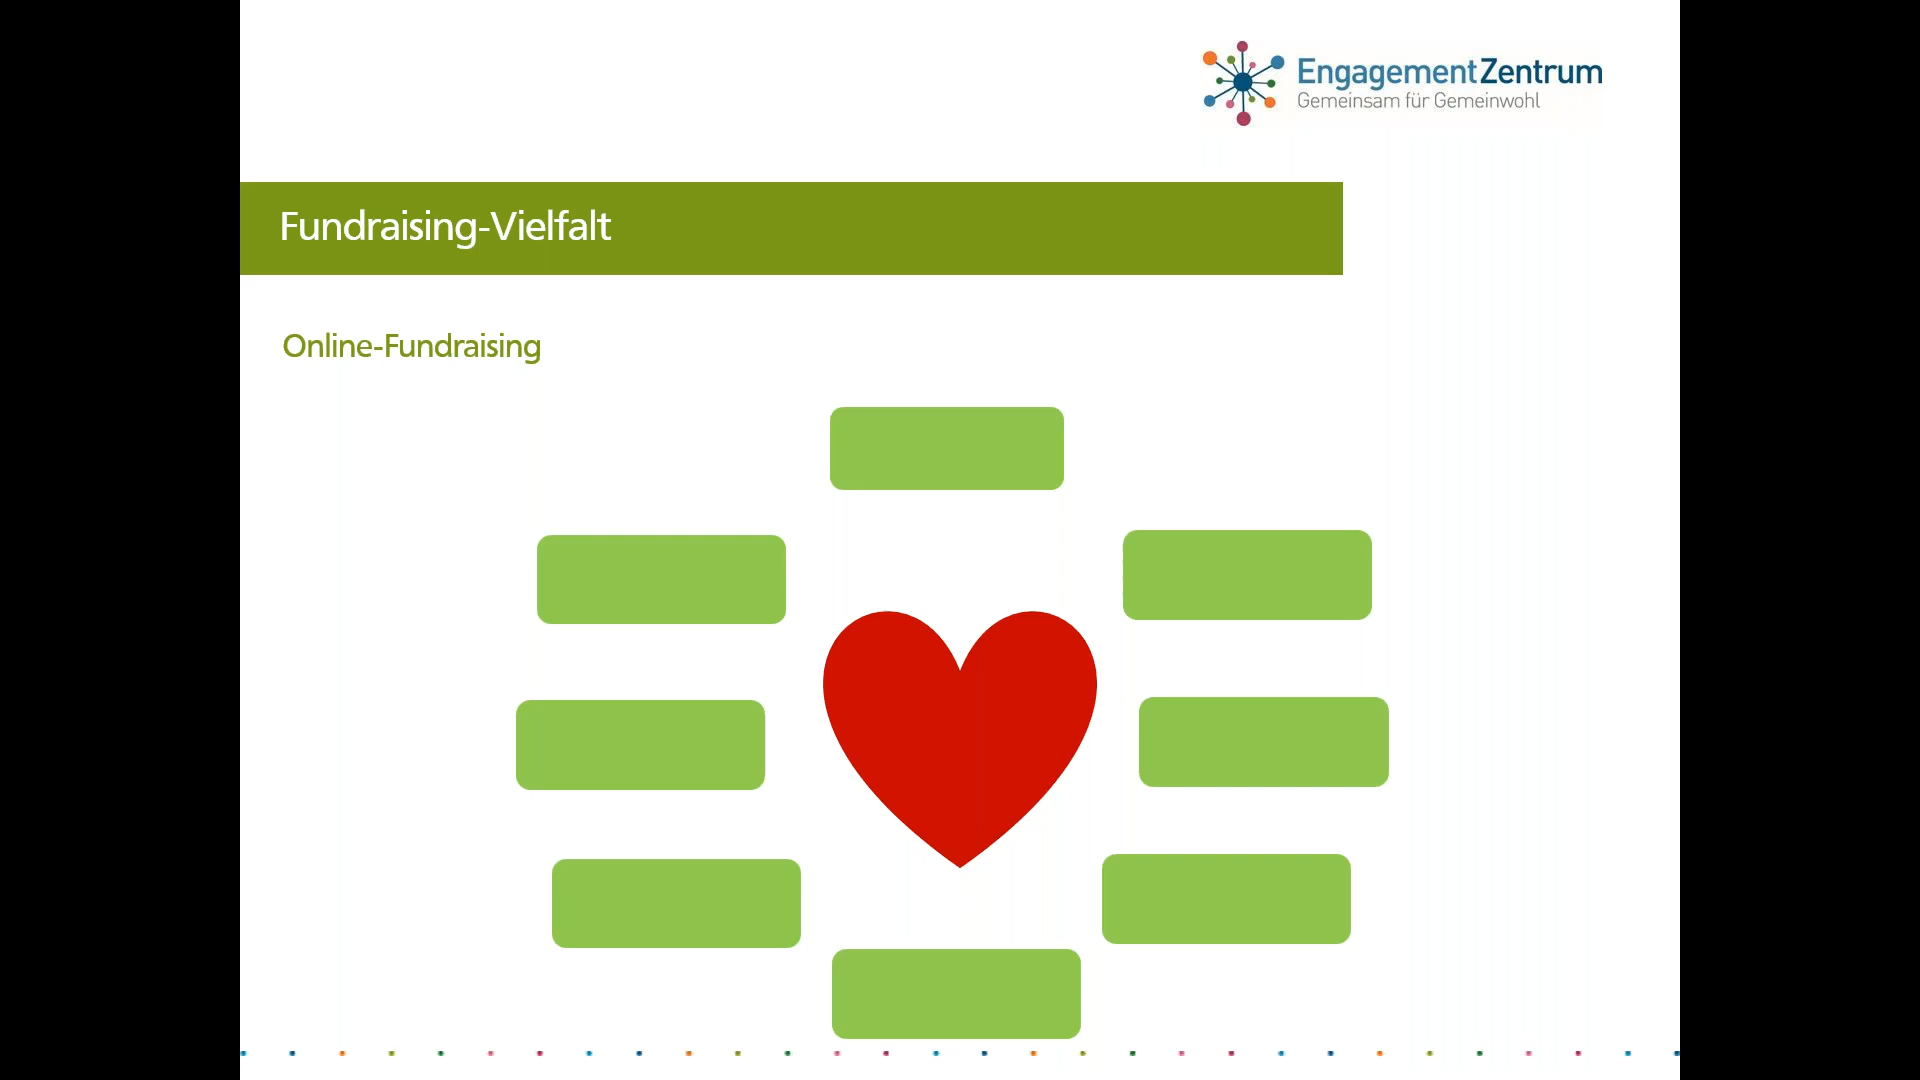 EngagementZentrum
Gemeinsam für Gemeinwohl
Fundraising-Vielfalt
Online-Fundraising